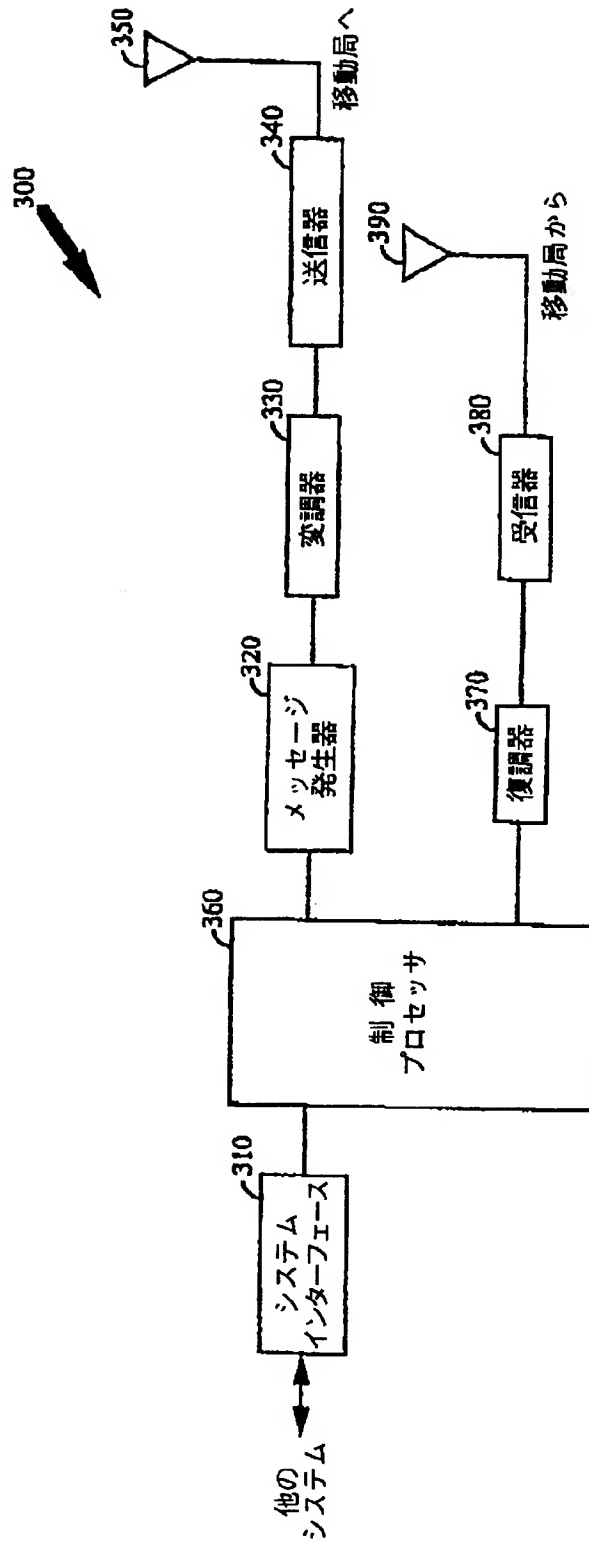 300
他の
システム
310
システム
インターフェース
360
制御
プロセッサ
320
メッセージ
発生器
330
変調器
340
送信器
350
移動局へ
370
復調器
380
受信器
390
移動局から